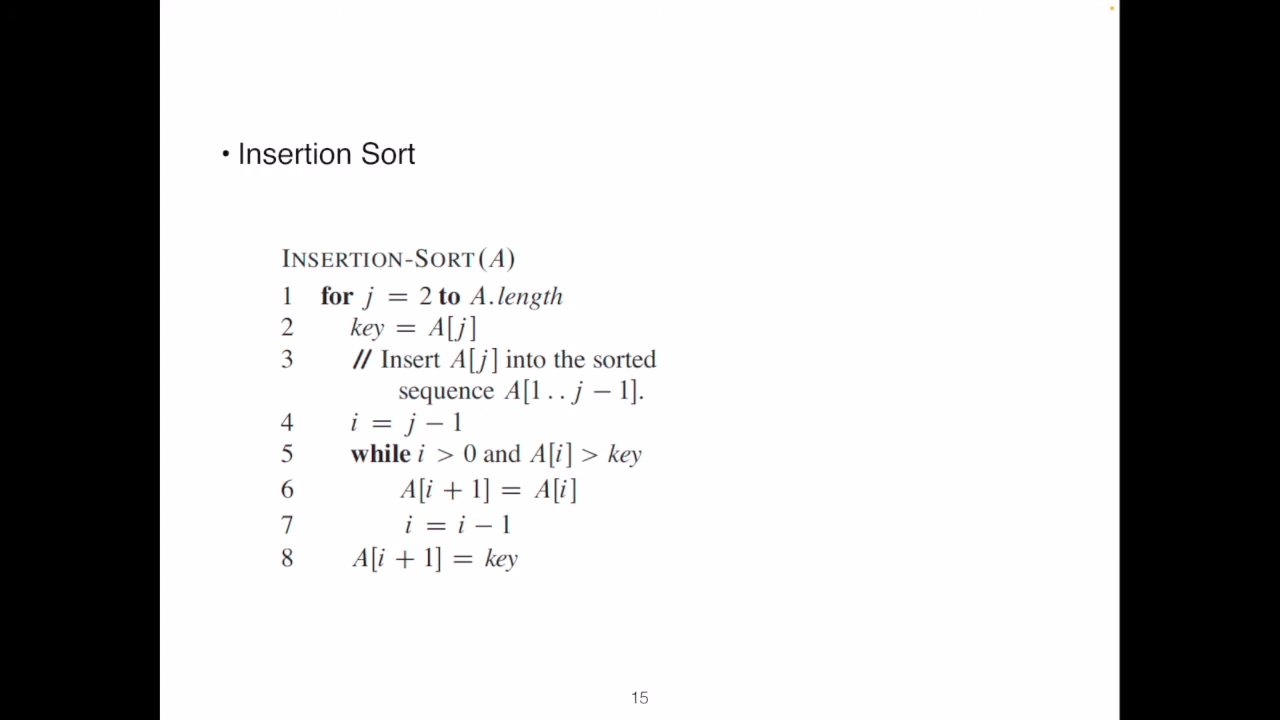 • Insertion Sort
INSERTION-SORT(A)
1 for j = 2 to A.length
2 key = A[j]
3 // Insert A[j] into the sorted
sequence A[1 . . j − 1].
4 i = j − 1
5 while i > 0 and A[i] > key
6 A[i + 1] = A[i]
7 i = i − 1
8 A[i + 1] = key
15